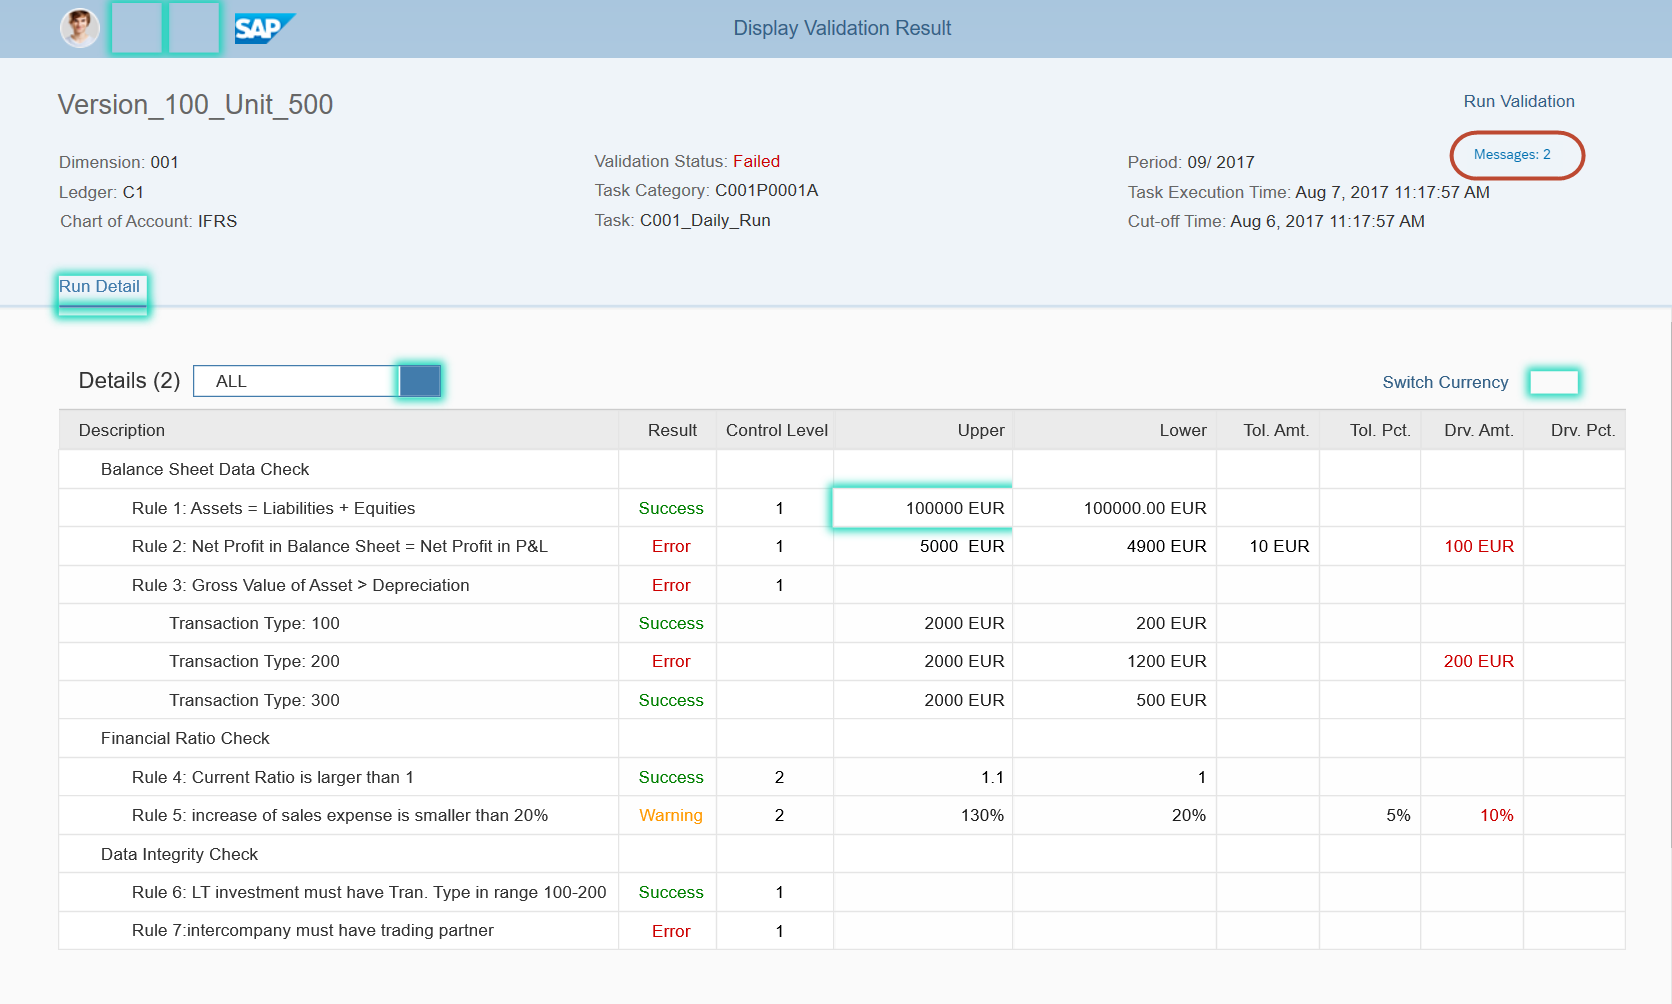 SAP
Display Validation Result
Version_100_Unit_500
Run Validation
Messages: 2
Dimension: 001
Validation Status: Failed
Period: 09/ 2017
Ledger: C1
Task Category: C001P0001A
Task Execution Time: Aug 7, 2017 11:17:57 AM
Chart of Account: IFRS
Task: C001_Daily_Run
Cut-off Time: Aug 6, 2017 11:17:57 AM
Run Detail
Details (2) ALL Switch Currency
Description Result Control Level Upper Lower Tol. Amt. Tol. Pct. Drv. Amt. Drv. Pct.
Balance Sheet Data Check
Rule 1: Assets = Liabilities + Equities Success 1 100000 EUR 100000.00 EUR
Rule 2: Net Profit in Balance Sheet = Net Profit in P&L Error 1 5000  EUR 4900 EUR 10 EUR 100 EUR
Rule 3: Gross Value of Asset > Depreciation Error 1
Transaction Type: 100 Success 2000 EUR 200 EUR
Transaction Type: 200 Error 2000 EUR 1200 EUR 200 EUR
Transaction Type: 300 Success 2000 EUR 500 EUR
Financial Ratio Check
Rule 4: Current Ratio is larger than 1 Success 2 1.1 1
Rule 5: increase of sales expense is smaller than 20% Warning 2 130% 20% 5% 10%
Data Integrity Check
Rule 6: LT investment must have Tran. Type in range 100-200 Success 1
Rule 7:intercompany must have trading partner Error 1